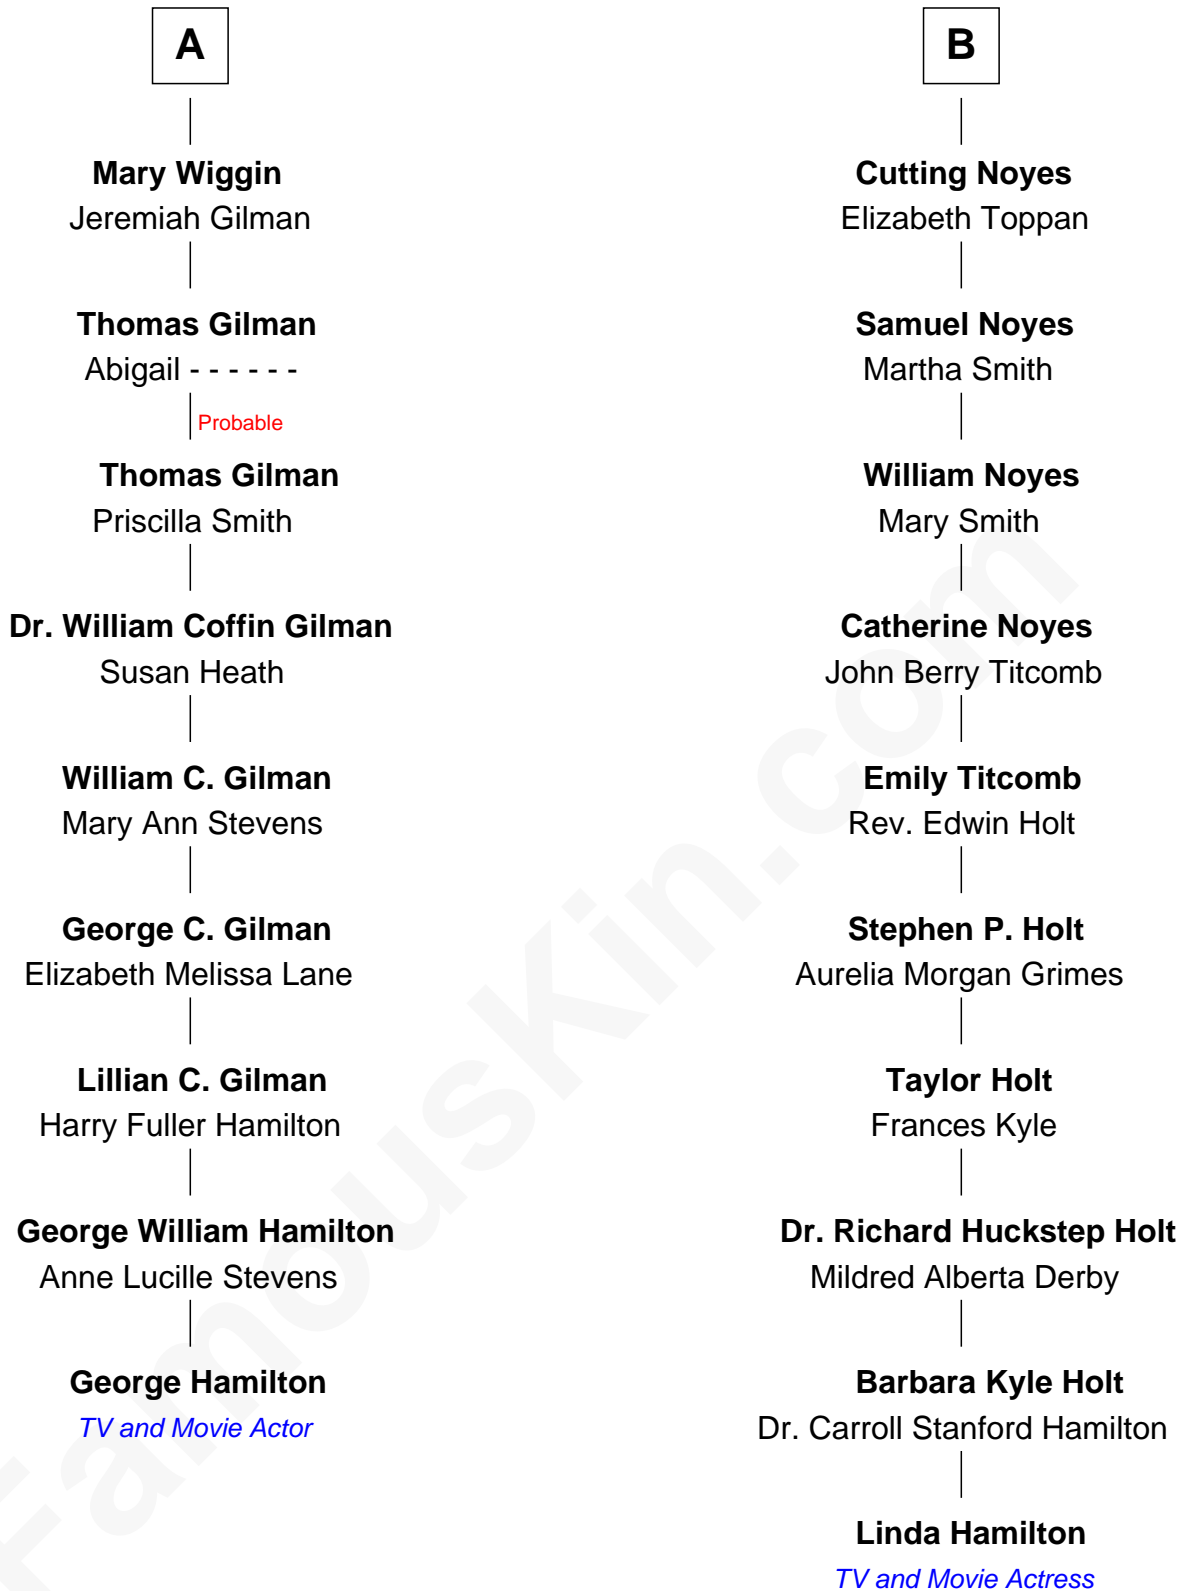 A
Mary Wiggin
Jeremiah Gilman
Thomas Gilman
Abigail - - - - - -
Probable
Thomas Gilman
Priscilla Smith
Dr. William Coffin Gilman
Susan Heath
William C. Gilman
Mary Ann Stevens
George C. Gilman
Elizabeth Melissa Lane
Lillian C. Gilman
Harry Fuller Hamilton
George William Hamilton
Anne Lucille Stevens
George Hamilton
TV and Movie Actor
B
Cutting Noyes
Elizabeth Toppan
Samuel Noyes
Martha Smith
William Noyes
Mary Smith
Catherine Noyes
John Berry Titcomb
Emily Titcomb
Rev. Edwin Holt
Stephen P. Holt
Aurelia Morgan Grimes
Taylor Holt
Frances Kyle
Dr. Richard Huckstep Holt
Mildred Alberta Derby
Barbara Kyle Holt
Dr. Carroll Stanford Hamilton
Linda Hamilton
TV and Movie Actress
FamousKin.com